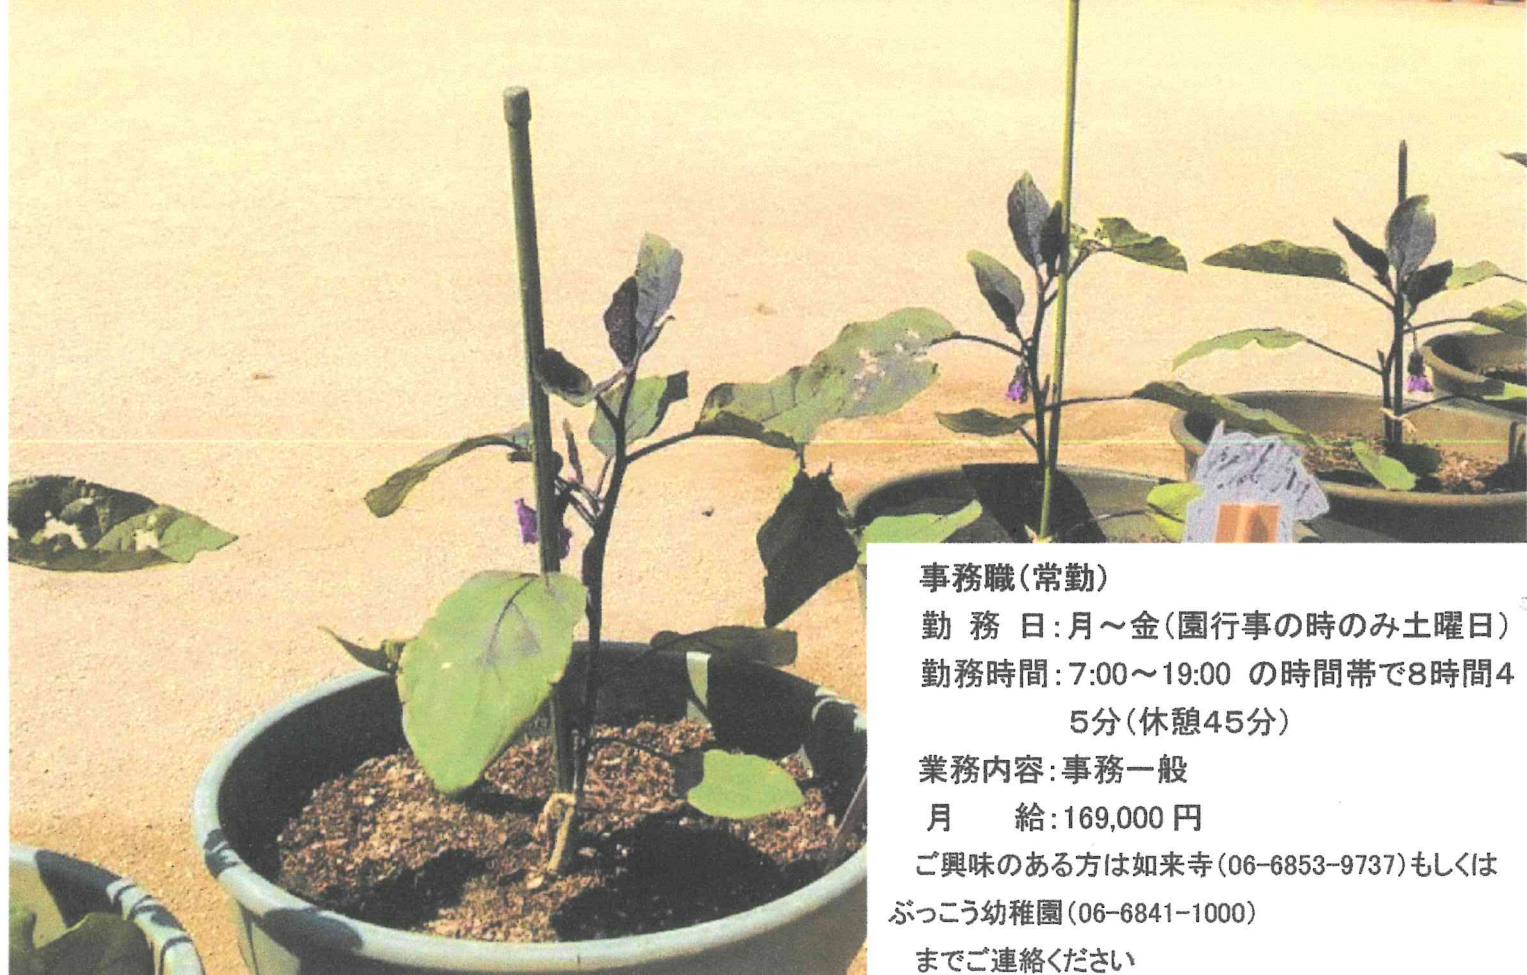 事務職(常勤)
勤 務 日:月～金(園行事の時のみ土曜日)
勤務時間:7:00～19:00 の時間帯で8時間4
5分(休憩45分)
業務内容:事務一般
月　　給:169,000 円
ご興味のある方は如来寺(06-6853-9737)もしくは
ぶっこう幼稚園(06-6841-1000)
までご連絡ください